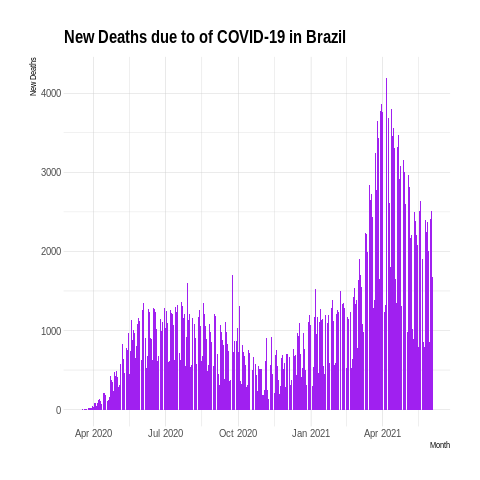 New Deaths due to of COVID-19 in Brazil
New Deaths
4000
3000
2000
1000
0
Apr 2020 Jul 2020 Oct 2020 Jan 2021 Apr 2021
Month